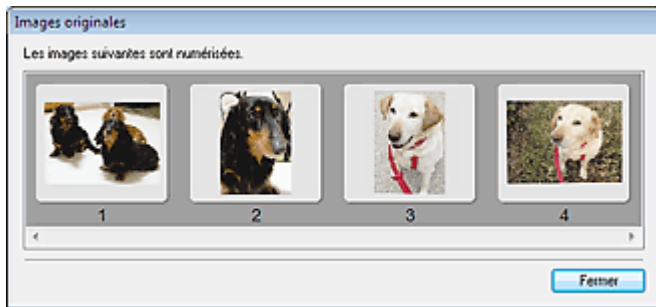 Images originales
Les images suivantes sont numérisées.
1 2 3 4
Fermer